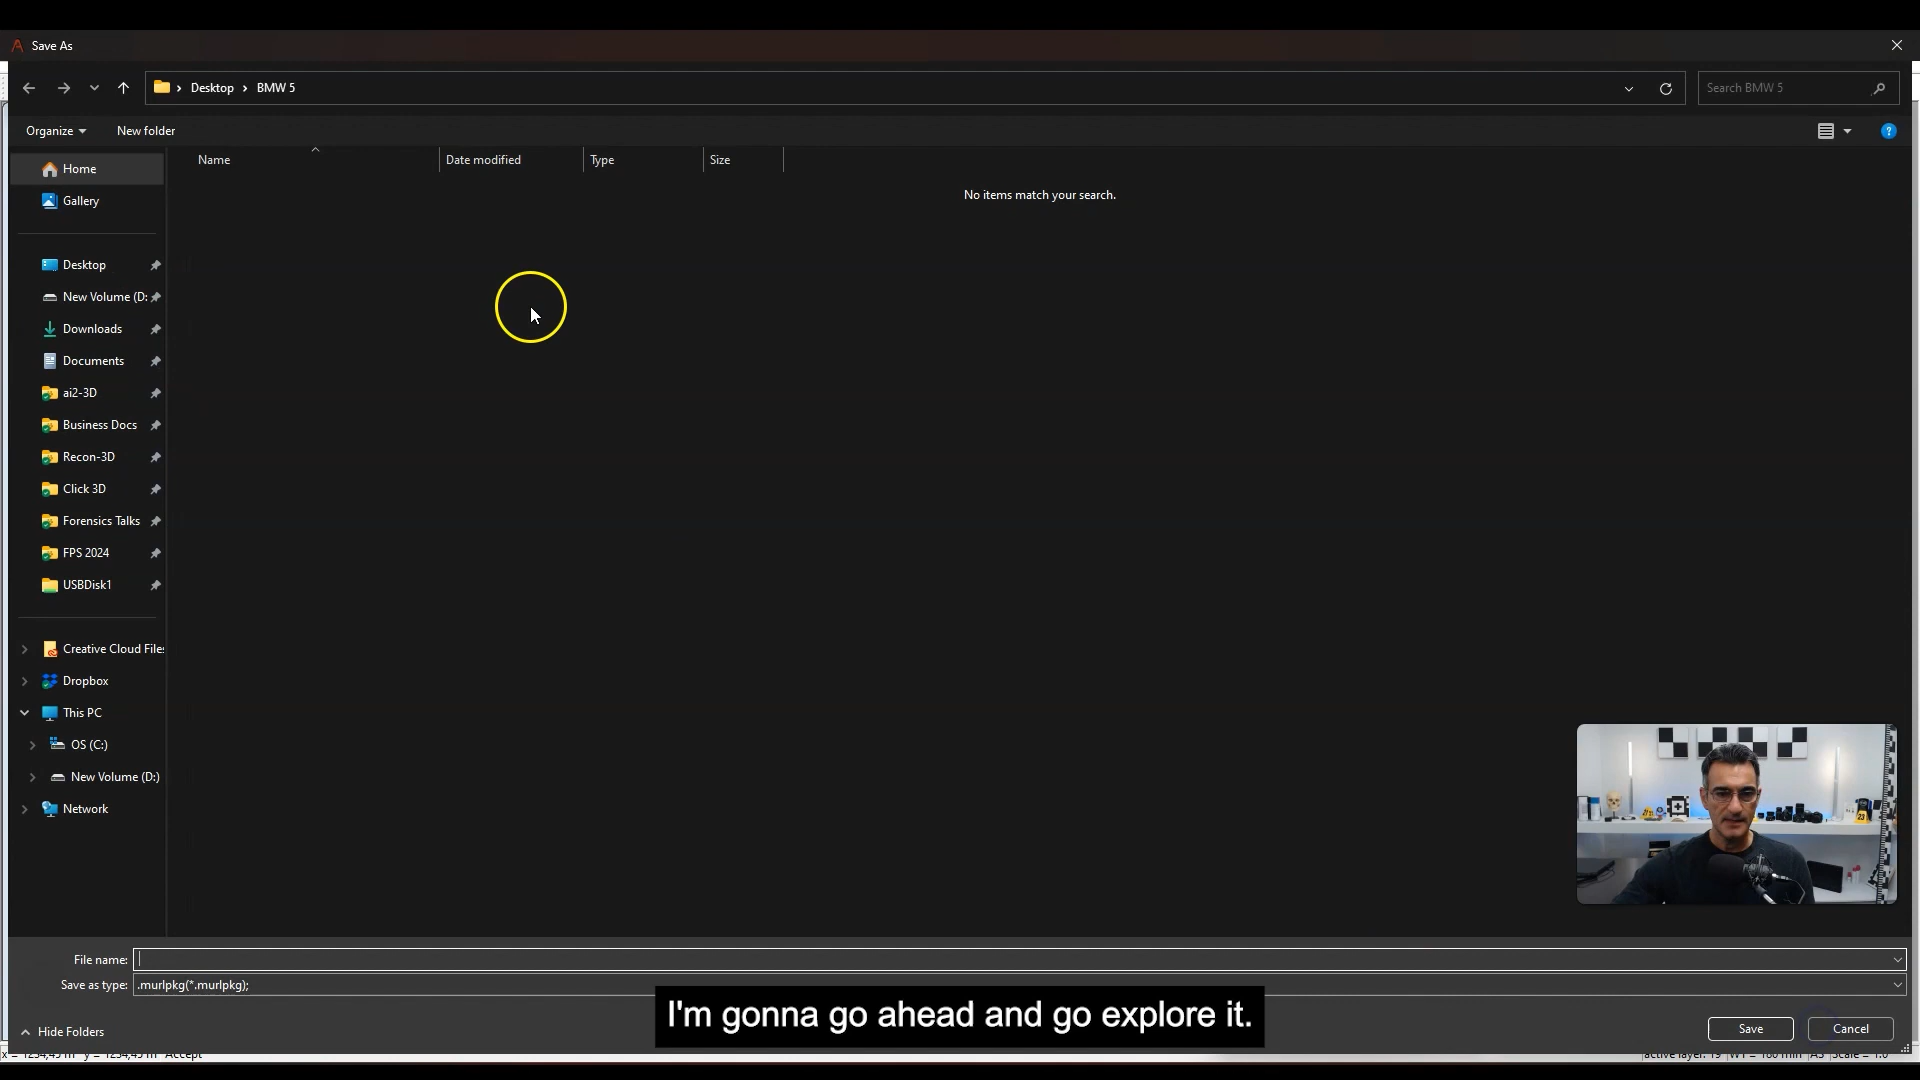 Save As
Desktop
BMW 5
Search BMW 5
Organize
New folder
Name
Date modified
Type
Size
No items match your search.
Home
Gallery
Desktop
New Volume (D:
Downloads
Documents
ai2-3D
Business Docs
Recon-3D
Click 3D
Forensics Talks
FPS 2024
USBDisk1
Creative Cloud Files
Dropbox
This PC
OS (C:)
New Volume (D:)
Network
23
File name:
Save as type: .murlpkg(*.murlpkg);
I'm gonna go ahead and go explore it.
Hide Folders
Save
Cancel